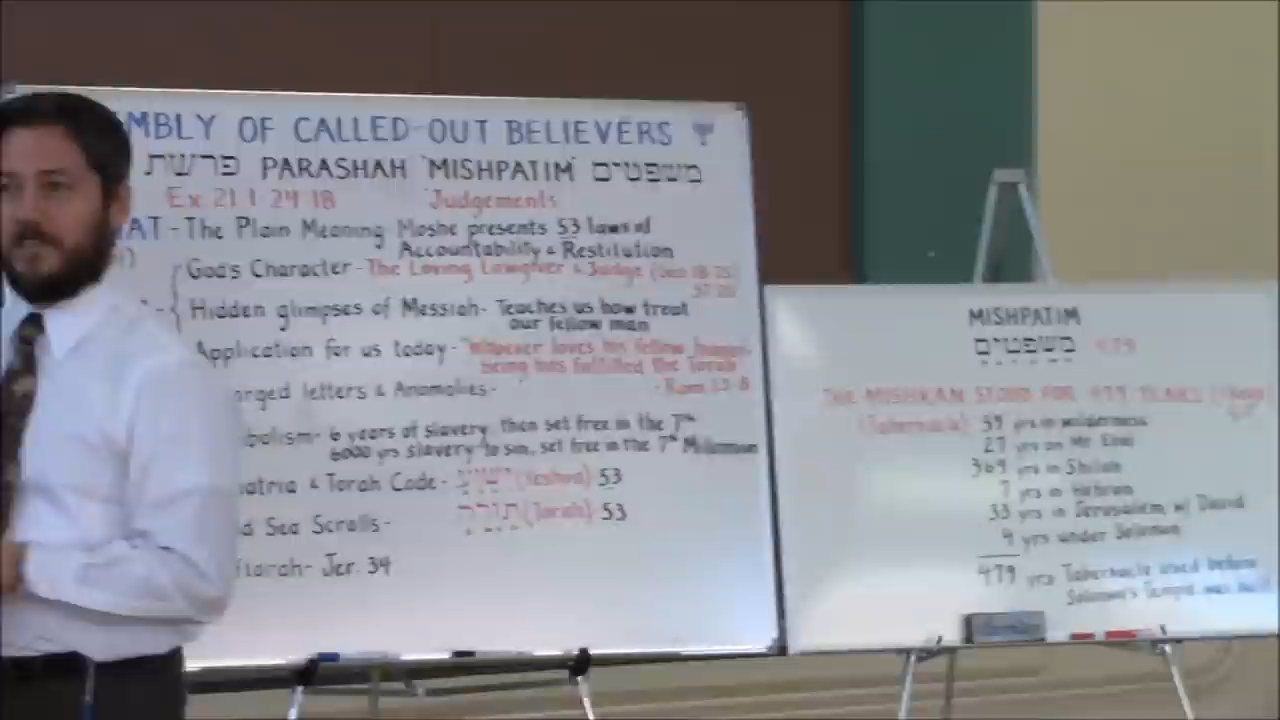 MBLY OF CALLED-OUT BELIEVERS
פרשת PARASHAH "MISHPATIM" משפטים
Ex 21:1 24:18 "Judgements"
AT - The Plain Meaning: Moshe presents 53 laws of
Accountability & Restitution
God's Character - The Loving Lawgiver & Judge (Gen 18:25)
Hidden glimpses of Messiah - Teaches us how treat
our fellow man
Application for us today - "Whoever loves his fellow human
being has fulfilled the Torah"
- Rom 13:8
arged letters & Anomalies -
bolism - 6 years of slavery, then set free in the 7th
6000 yrs slavery to sin, set free in the 7th Millennium
atria & Torah Code - (Yeshua) 53
d Sea Scrolls - (Torah) 53
ftarah - Jer. 34
MISHPATIM
משפטים 479
THE MISHKAN STOOD FOR 479 YEARS
(Tabernacle) 39 yrs in wilderness
27 yrs on Mt. Ebal
369 yrs in Shiloh
7 yrs in Hebron
33 yrs in Jerusalem w/ David
4 yrs under Solomon
479 yrs Tabernacle used before
Solomon's Temple was built